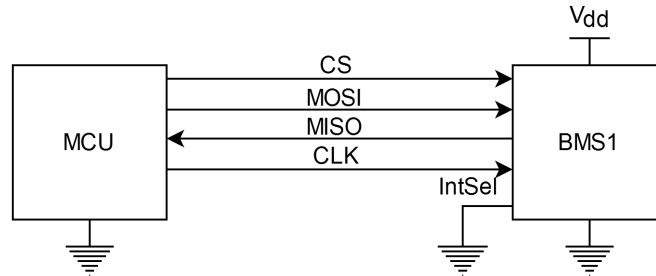 Vdd
CS
MOSI
MISO
CLK
MCU
BMS1
IntSel